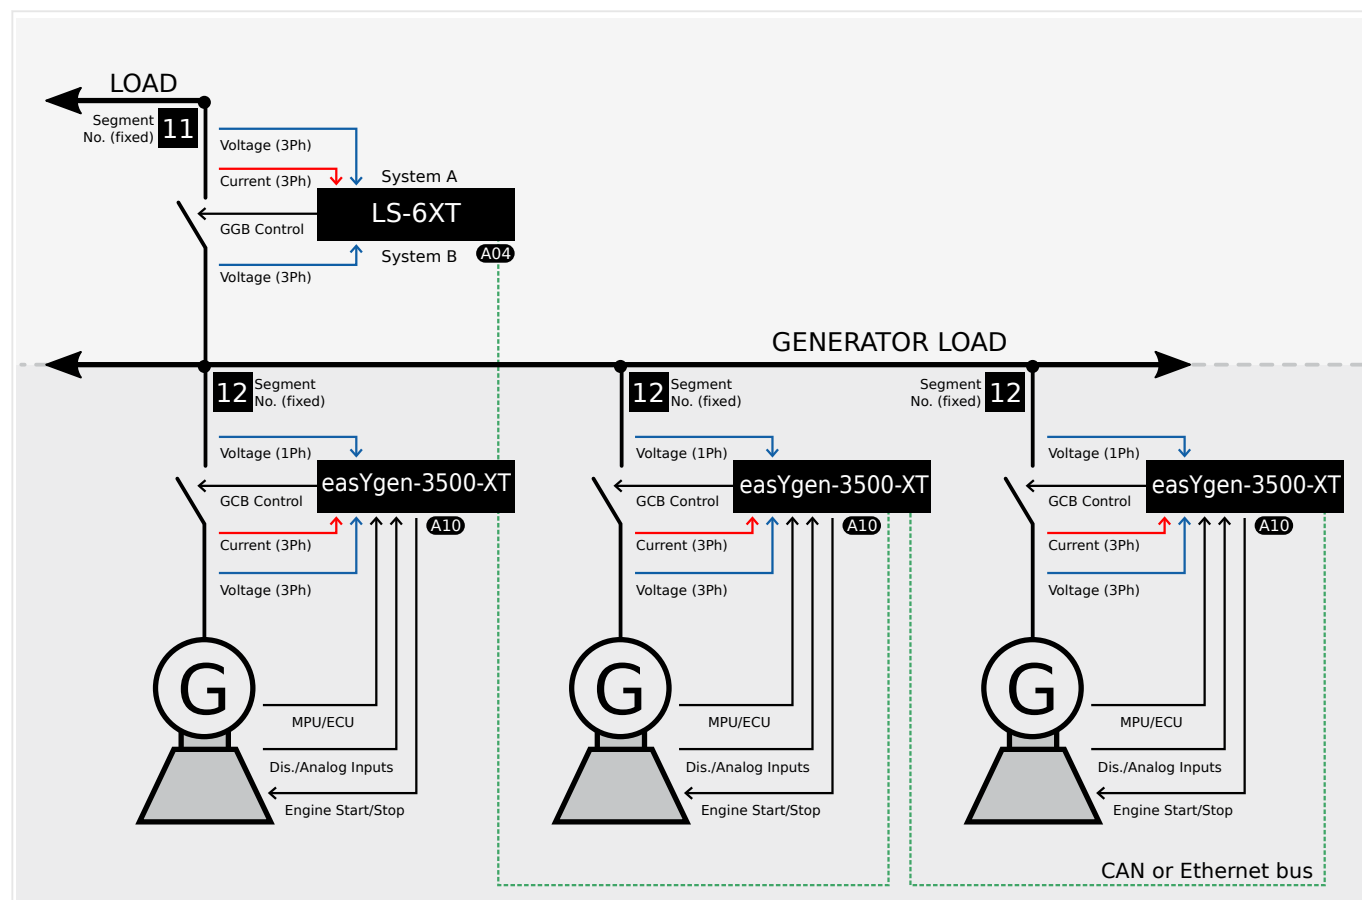 LOAD
Segment
No. (fixed)
11
Voltage (3Ph)
Current (3Ph)
System A
LS-6XT
GGB Control
System B
A04
Voltage (3Ph)
GENERATOR LOAD
12
Segment
No. (fixed)
12
Segment
No. (fixed)
Segment
No. (fixed)
12
Voltage (1Ph)
easYgen-3500-XT
GCB Control
A10
Current (3Ph)
Voltage (3Ph)
G
MPU/ECU
Dis./Analog Inputs
Engine Start/Stop
Voltage (1Ph)
easYgen-3500-XT
GCB Control
A10
Current (3Ph)
Voltage (3Ph)
G
MPU/ECU
Dis./Analog Inputs
Engine Start/Stop
Voltage (1Ph)
easYgen-3500-XT
GCB Control
A10
Current (3Ph)
Voltage (3Ph)
G
MPU/ECU
Dis./Analog Inputs
Engine Start/Stop
CAN or Ethernet bus